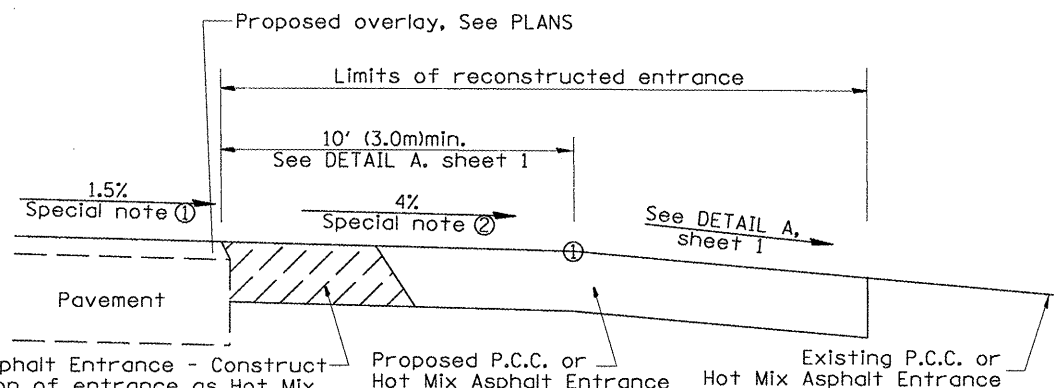 Proposed overlay, See PLANS
Limits of reconstructed entrance
10' (3.0m)min.
See DETAIL A, sheet 1
1.5%
Special note ①
4%
Special note ②
See DETAIL A,
sheet 1
①
Pavement
phalt Entrance - Construct
on of entrance as Hot Mix
Proposed P.C.C. or
Hot Mix Asphalt Entrance
Existing P.C.C. or
Hot Mix Asphalt Entrance